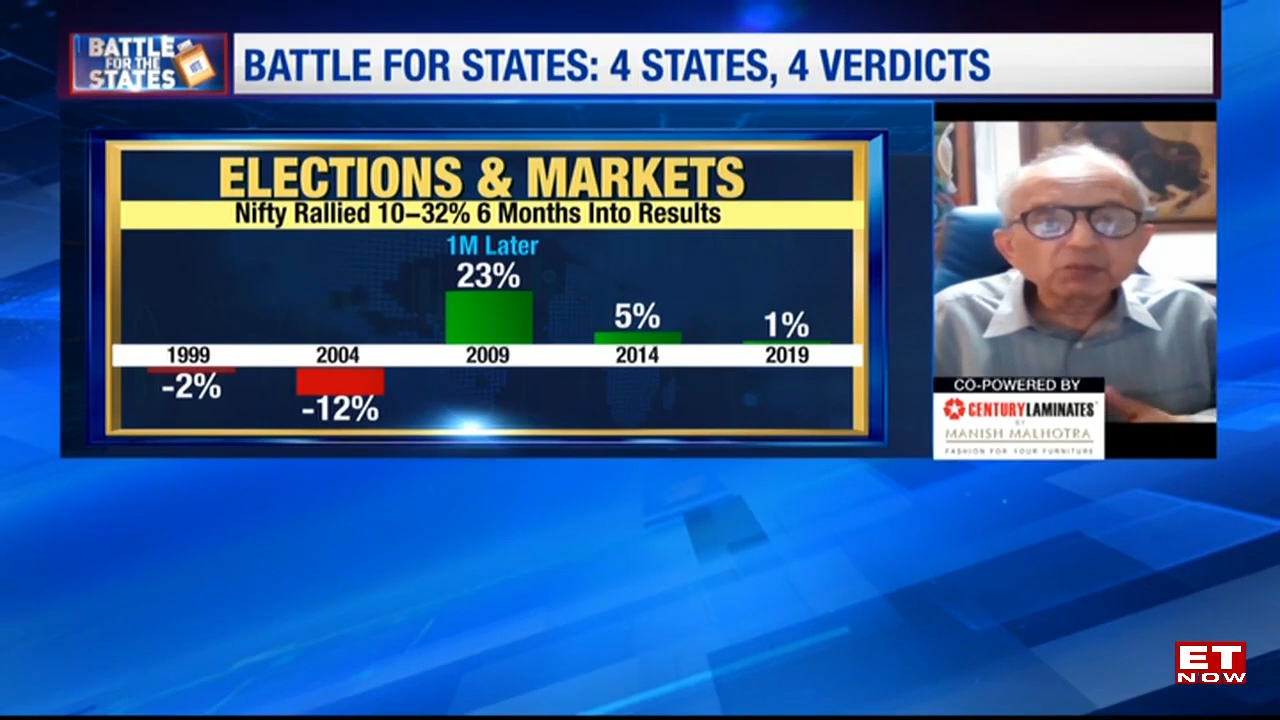 BATTLE
FOR THE
STATES
VOTE
BATTLE FOR STATES: 4 STATES, 4 VERDICTS
ELECTIONS & MARKETS
Nifty Rallied 10–32% 6 Months Into Results
1M Later
23%
5%
1%
1999 2004 2009 2014 2019
-2%
-12%
CO-POWERED BY
CENTURYLAMINATES
BY
MANISH MALHOTRA
FASHION FOR YOUR FURNITURE
ET
NOW